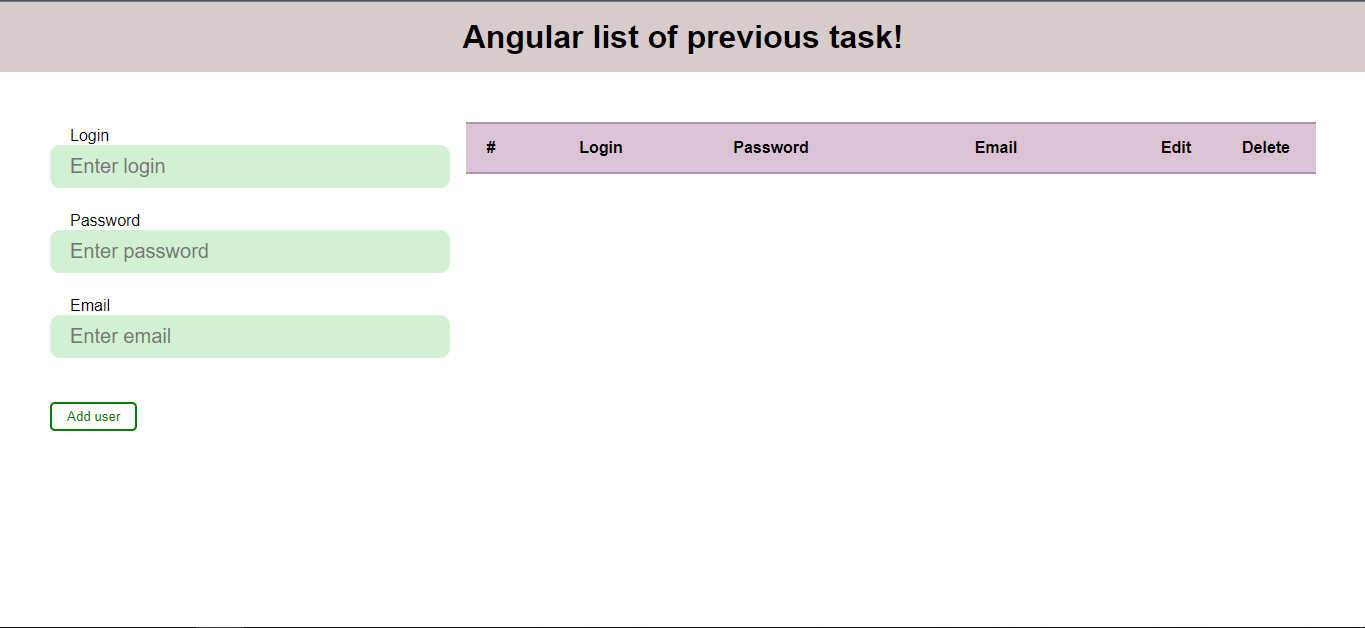 Angular list of previous task!
Login
Enter login
Password
Enter password
Email
Enter email
Add user
# Login Password Email Edit Delete